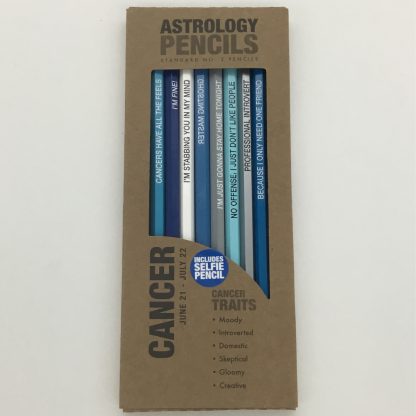 ASTROLOGY
PENCILS
STANDARD NO. 2 PENCILS
CANCERS HAVE ALL THE FEELS
I'M FINE!
I'M STABBING YOU IN MY MIND
GHOSTING MASTER
I'M JUST GONNA STAY HOME TONIGHT
NO OFFENSE I JUST DON'T LIKE PEOPLE
PROFESSIONAL INTROVERT
BECAUSE I ONLY NEED ONE FRIEND
CANCER
JUNE 21 - JULY 22
INCLUDES
SELFIE
PENCIL
CANCER
TRAITS
• Moody
• Introverted
• Domestic
• Skeptical
• Gloomy
• Creative